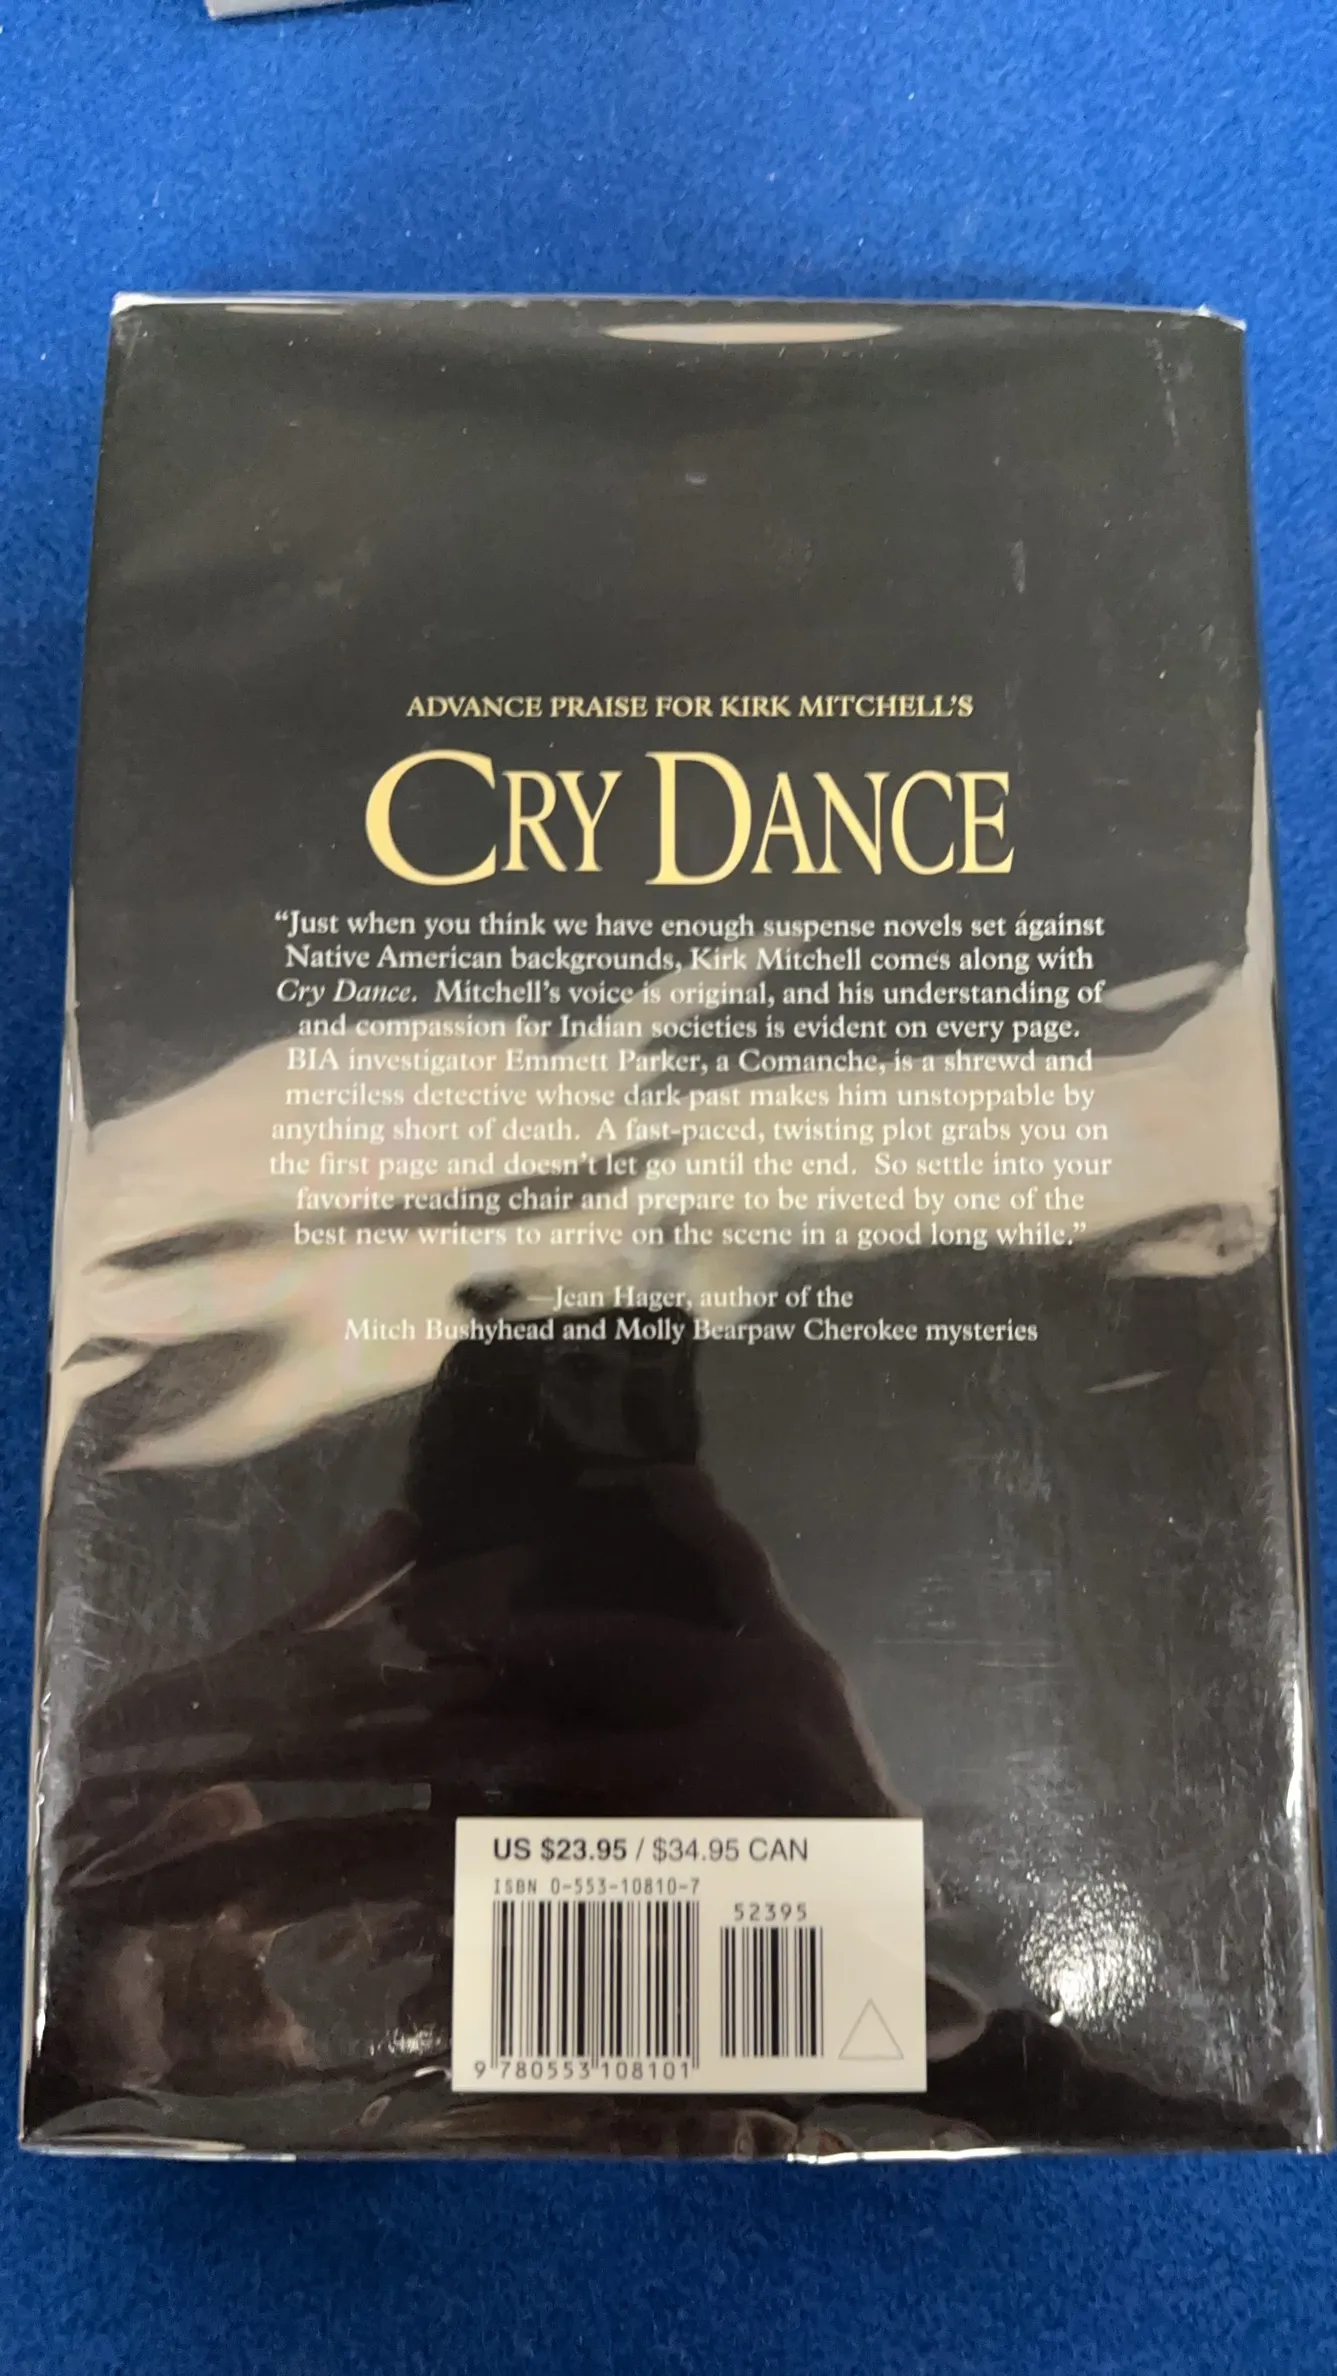 ADVANCE PRAISE FOR KIRK MITCHELL'S
CRY DANCE
“Just when you think we have enough suspense novels set against
Native American backgrounds, Kirk Mitchell comes along with
Cry Dance. Mitchell's voice is original, and his understanding of
and compassion for Indian societies is evident on every page.
BIA investigator Emmett Parker, a Comanche, is a shrewd and
merciless detective whose dark past makes him unstoppable by
anything short of death. A fast-paced, twisting plot grabs you on
the first page and doesn't let go until the end. So settle into your
favorite reading chair and prepare to be riveted by one of the
best new writers to arrive on the scene in a good long while.”
—Jean Hager, author of the
Mitch Bushyhead and Molly Bearpaw Cherokee mysteries
US $23.95 / $34.95 CAN
ISBN 0-553-10810-7
52395
9 780553 108101